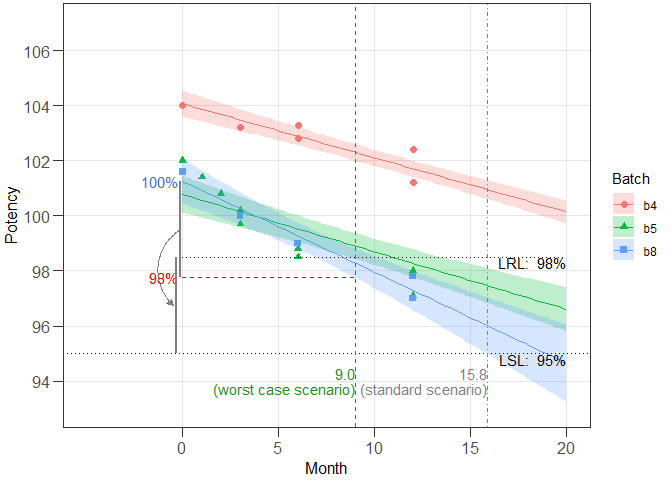 Potency
106
104
102
100
98
96
94
100%
98%
LRL: 98%
LSL: 95%
9.0
(worst case scenario)
15.8
(standard scenario)
0
5
10
15
20
Month
Batch
b4
b5
b8